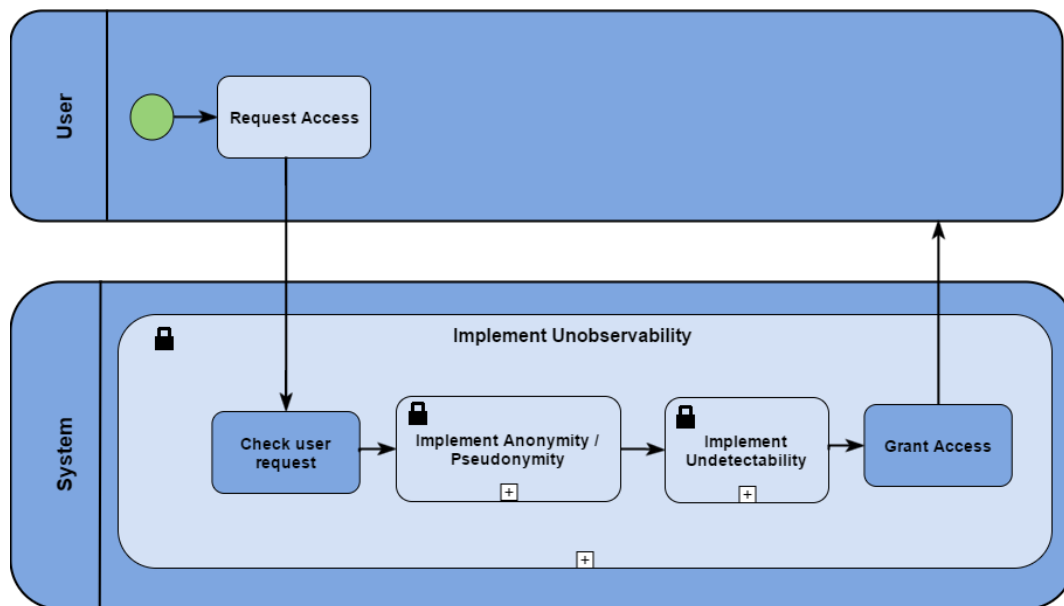 User
Request Access
System
Implement Unobservability
Check user
request
Implement Anonymity /
Pseudonymity
+
Implement
Undetectability
+
Grant Access
+